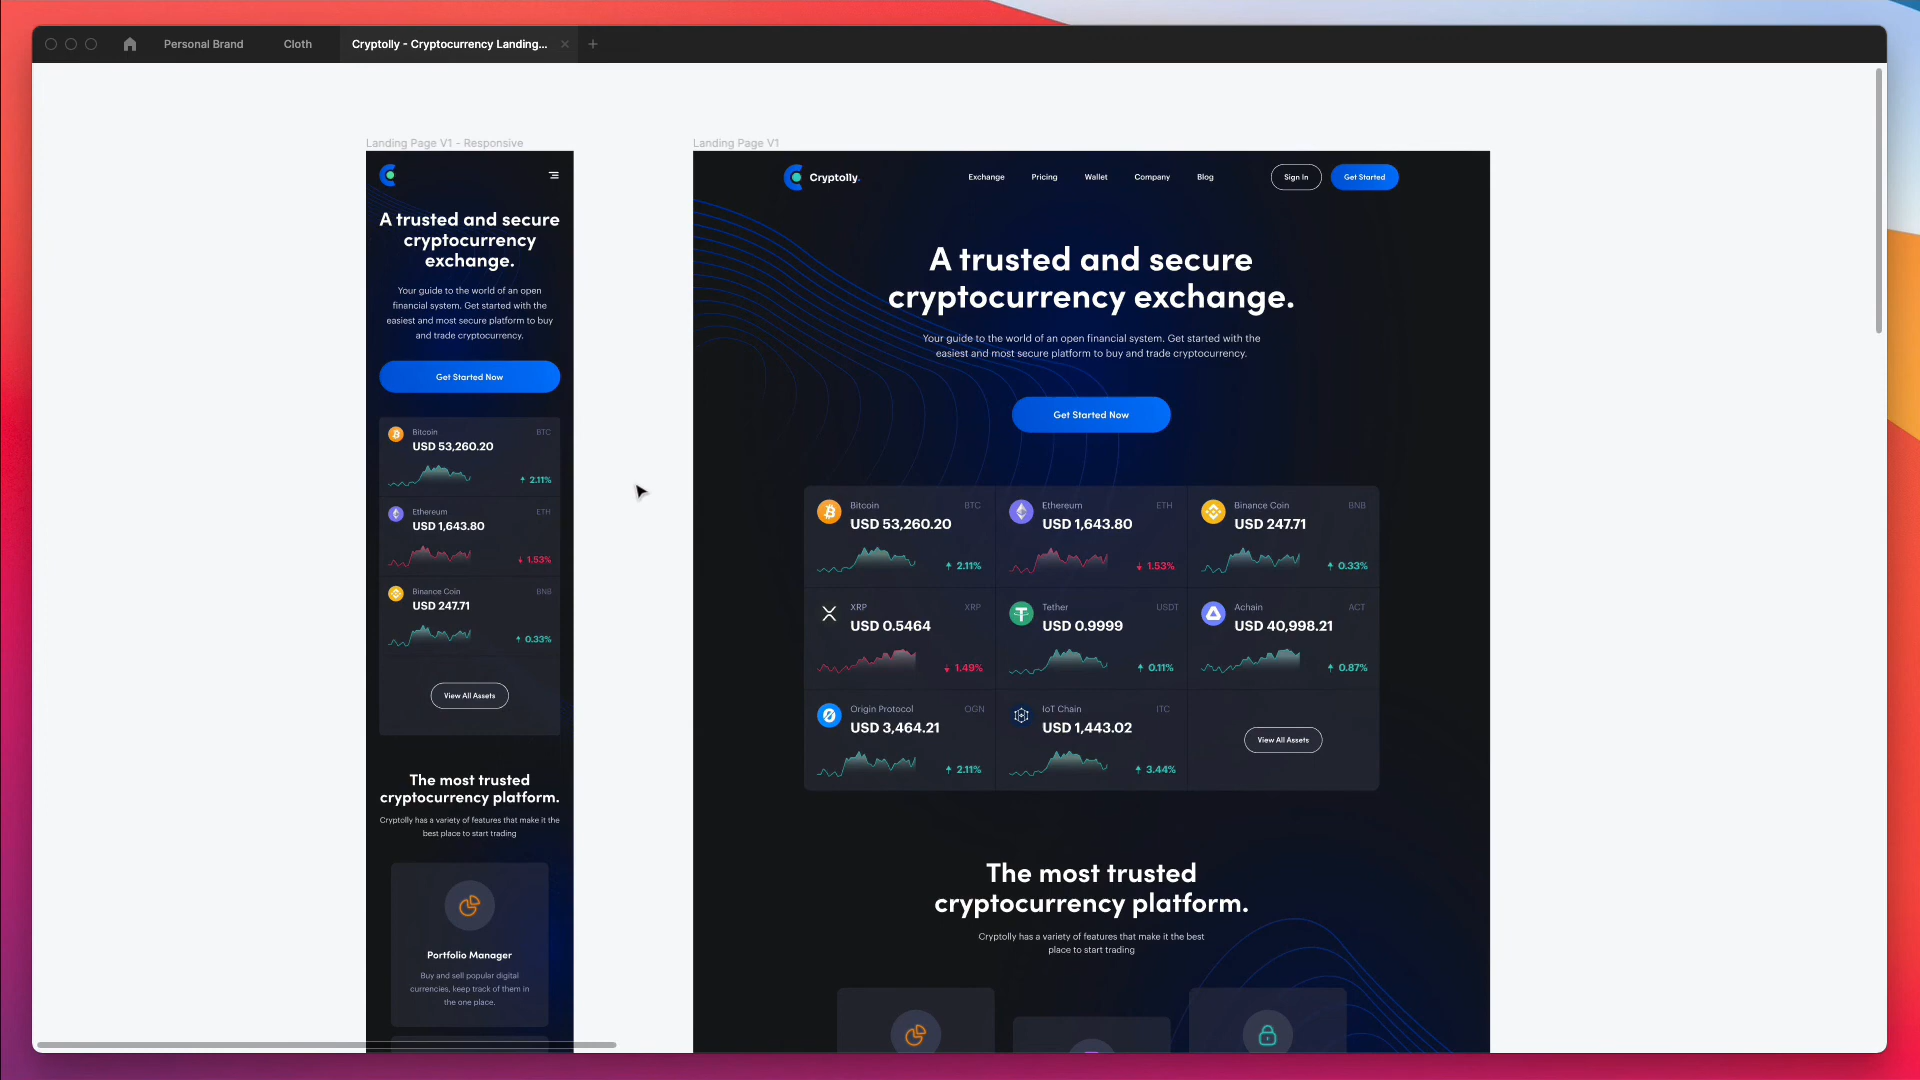 Personal Brand
Cloth
Cryptolly - Cryptocurrency Landing...
Landing Page V1 - Responsive
A trusted and secure
cryptocurrency
exchange.
Your guide to the world of an open
financial system. Get started with the
easiest and most secure platform to buy
and trade cryptocurrency.
Get Started Now
Bitcoin BTC
USD 53,260.20
2.11%
Ethereum ETH
USD 1,643.80
1.53%
Binance Coin BNB
USD 247.71
0.33%
View All Assets
The most trusted
cryptocurrency platform.
Cryptolly has a variety of features that make it the
best place to start trading
Portfolio Manager
Buy and sell popular digital
currencies, keep track of them in
the one place.
Landing Page V1
Cryptolly.
Exchange
Pricing
Wallet
Company
Blog
Sign In
Get Started
A trusted and secure
cryptocurrency exchange.
Your guide to the world of an open financial system. Get started with the
easiest and most secure platform to buy and trade cryptocurrency.
Get Started Now
Bitcoin BTC
USD 53,260.20
2.11%
Ethereum ETH
USD 1,643.80
1.53%
Binance Coin BNB
USD 247.71
0.33%
XRP XRP
USD 0.5464
1.49%
Tether USDT
USD 0.9999
0.11%
Achain ACT
USD 40,998.21
0.87%
Origin Protocol OGN
USD 3,464.21
2.11%
IoT Chain ITC
USD 1,443.02
3.44%
View All Assets
The most trusted
cryptocurrency platform.
Cryptolly has a variety of features that make it the best
place to start trading